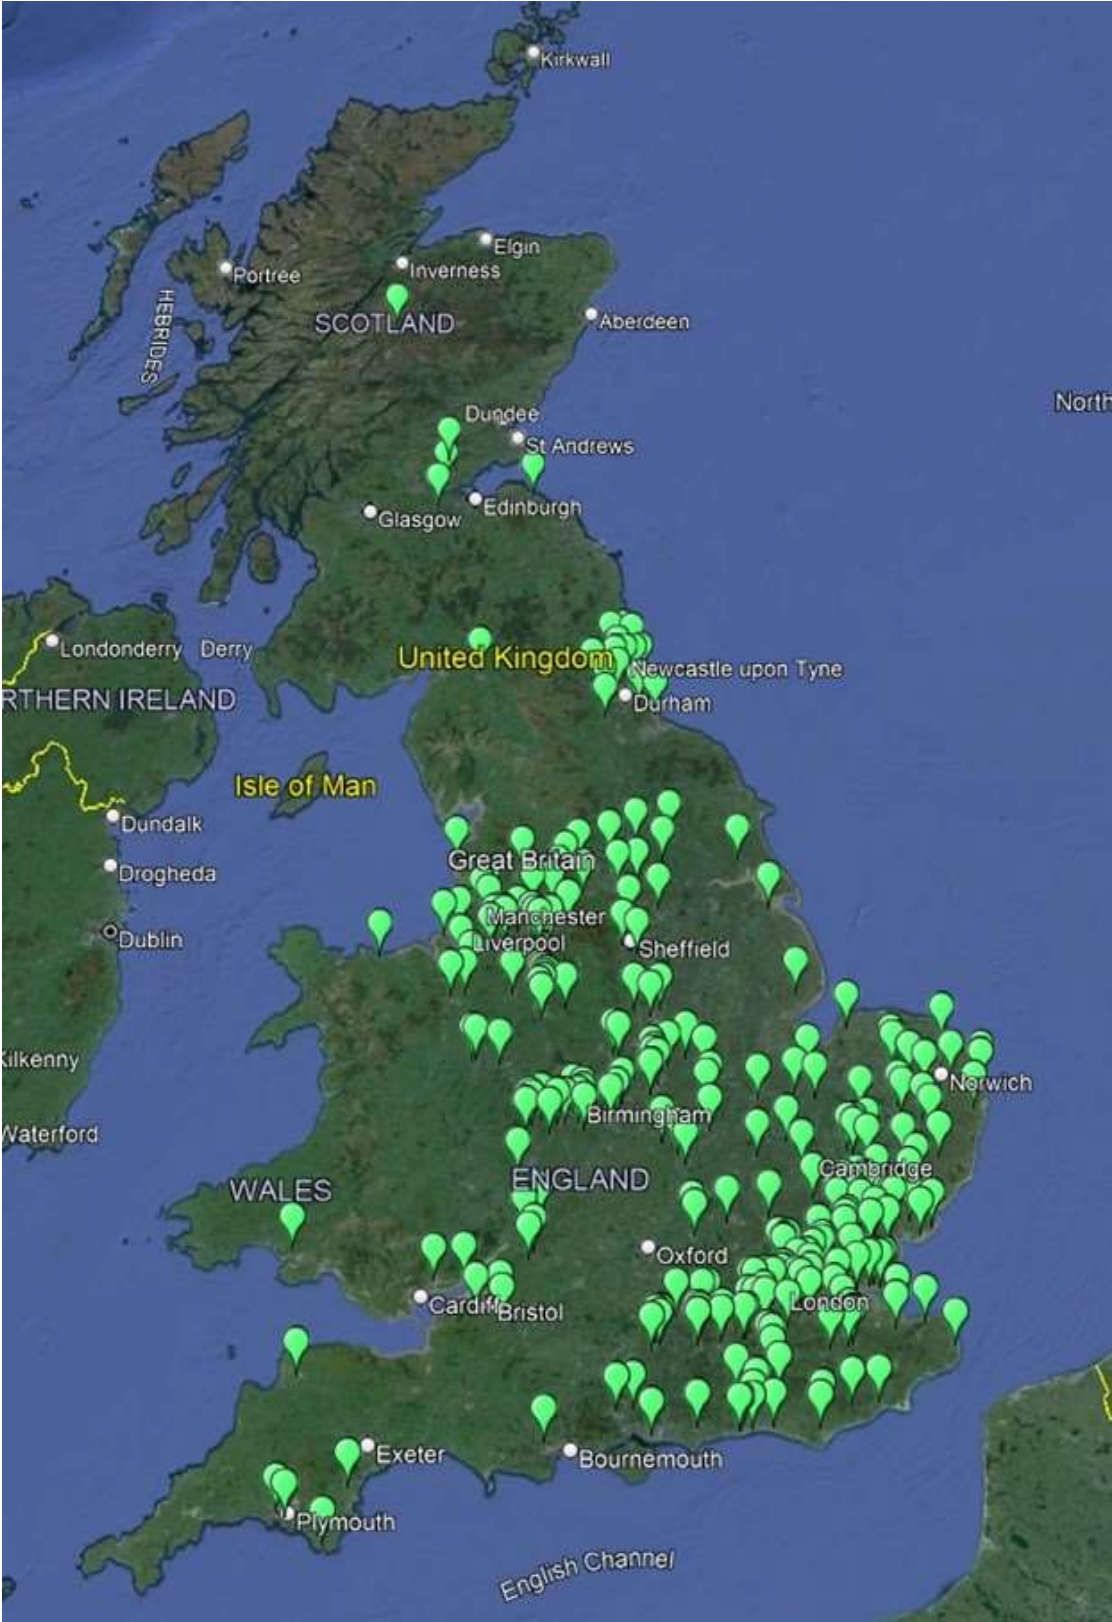 Kirkwall
Elgin
Portree
Inverness
HEBRIDES
SCOTLAND
Aberdeen
North
Dundee
St Andrews
Edinburgh
Glasgow
Londonderry Derry
United Kingdom
Newcastle upon Tyne
RTHERN IRELAND
Durham
Isle of Man
Dundalk
Great Britain
Drogheda
Manchester
Dublin
Liverpool
Sheffield
Kilkenny
Norwich
Birmingham
Waterford
Cambridge
WALES
ENGLAND
Oxford
Cardiff
Bristol
London
Exeter
Bournemouth
Plymouth
English Channel